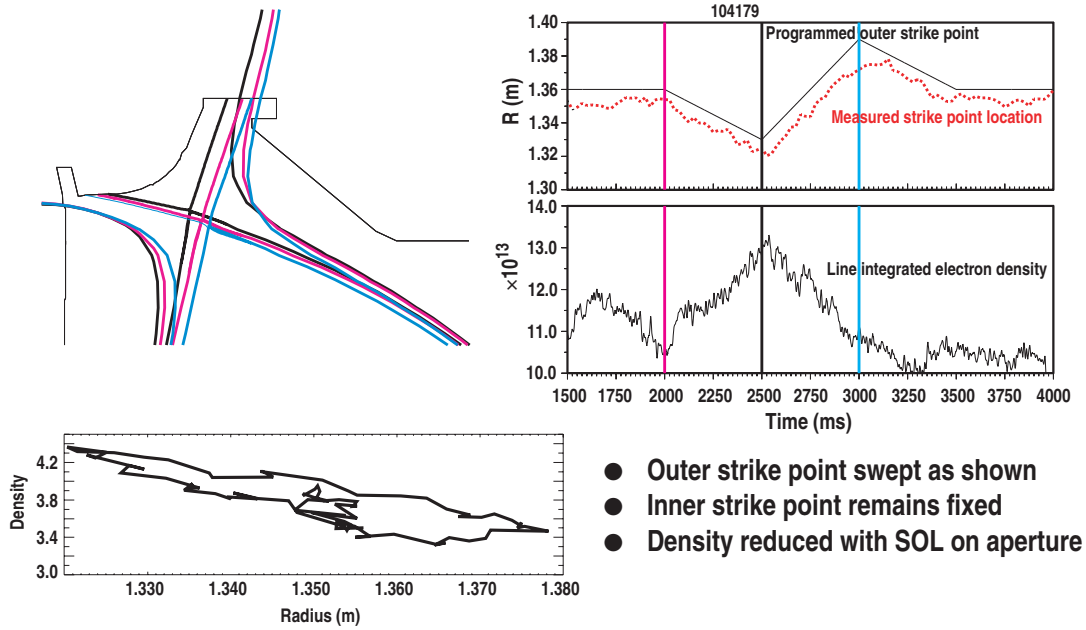 104179
1.40
1.38
1.36
1.34
1.32
1.30
R (m)
Programmed outer strike point
Measured strike point location
14.0
13.0
12.0
11.0
10.0
×10^13
Line integrated electron density
1500 1750 2000 2250 2500 2750 3000 3250 3500 3750 4000
Time (ms)
4.2
3.8
3.4
3.0
Density
1.330 1.340 1.350 1.360 1.370 1.380
Radius (m)
● Outer strike point swept as shown
● Inner strike point remains fixed
● Density reduced with SOL on aperture